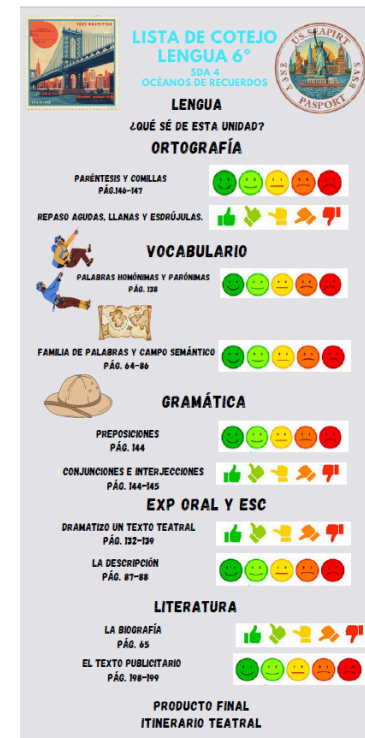 LISTA DE COTEJO
LENGUA 6º
SDA 4
OCÉANOS DE RECUERDOS
U.S. SEAPIRT
PASPORT
LENGUA
¿QUÉ SÉ DE ESTA UNIDAD?
ORTOGRAFÍA
PARÉNTESIS Y COMILLAS
PÁG.146-147
REPASO AGUDAS, LLANAS Y ESDRÚJULAS.
VOCABULARIO
PALABRAS HOMÓNIMAS Y PARÓNIMAS
PÁG. 138
FAMILIA DE PALABRAS Y CAMPO SEMÁNTICO
PÁG. 64-86
GRAMÁTICA
PREPOSICIONES
PÁG. 144
CONJUNCIONES E INTERJECCIONES
PÁG. 144-145
EXP ORAL Y ESC
DRAMATIZO UN TEXTO TEATRAL
PÁG. 132-139
LA DESCRIPCIÓN
PÁG. 87-88
LITERATURA
LA BIOGRAFÍA
PÁG. 65
EL TEXTO PUBLICITARIO
PÁG. 198-199
PRODUCTO FINAL
ITINERARIO TEATRAL